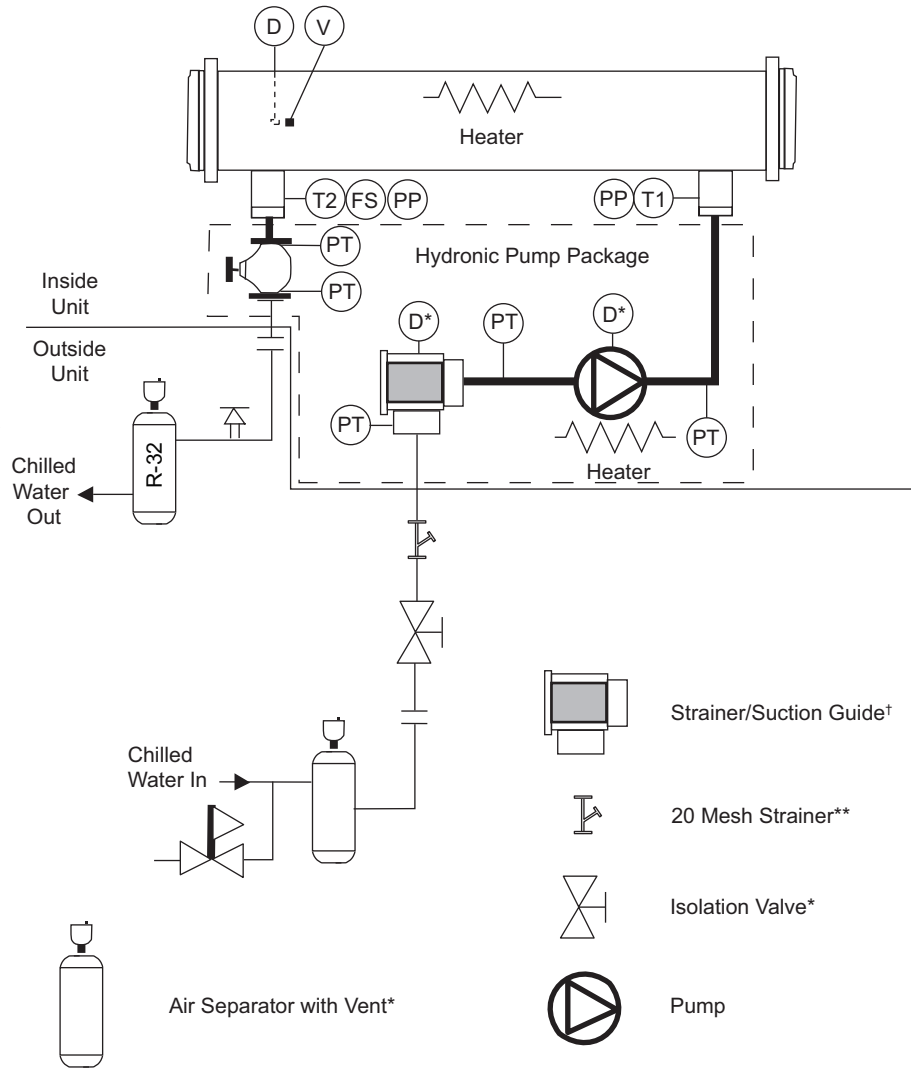 D V
Heater
T2 FS PP
PP T1
PT
Hydronic Pump Package
PT
Inside
Unit
Outside
Unit
D*
PT
D*
PT
PT
Heater
R-32
Chilled
Water
Out
Strainer/Suction Guide†
Chilled
Water In
20 Mesh Strainer**
Isolation Valve*
Air Separator with Vent*
Pump